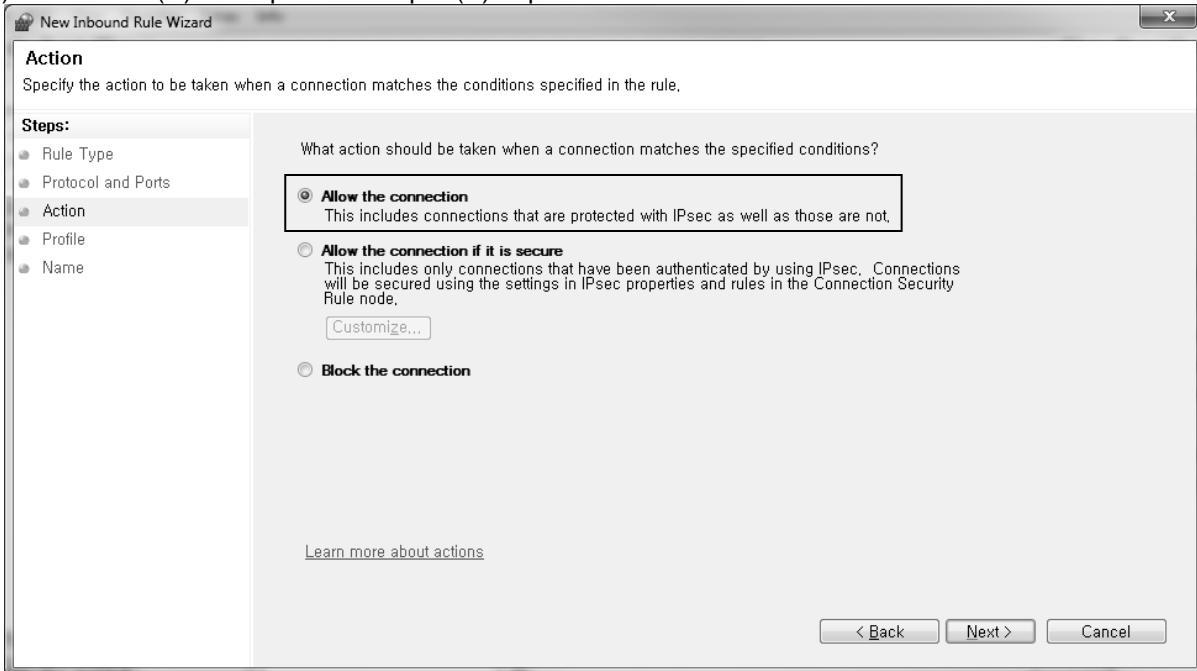 New Inbound Rule Wizard
Action
Specify the action to be taken when a connection matches the conditions specified in the rule,
Steps:
Rule Type
Protocol and Ports
Action
Profile
Name
What action should be taken when a connection matches the specified conditions?
Allow the connection
This includes connections that are protected with IPsec as well as those are not,
Allow the connection if it is secure
This includes only connections that have been authenticated by using IPsec, Connections
will be secured using the settings in IPsec properties and rules in the Connection Security
Rule node,
Customize...
Block the connection
Learn more about actions
< Back
Next >
Cancel